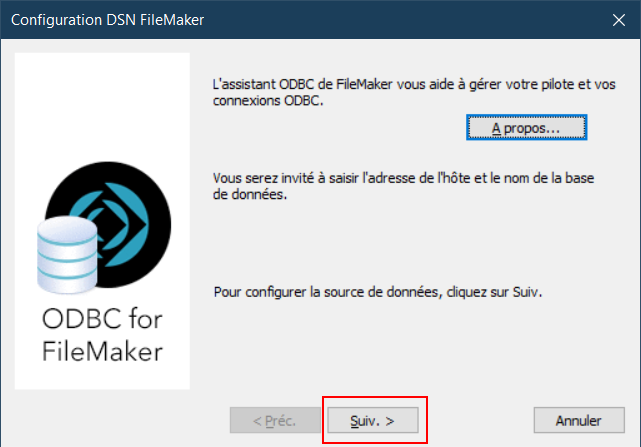 Configuration DSN FileMaker
L'assistant ODBC de FileMaker vous aide à gérer votre pilote et vos
connexions ODBC.
A propos...
Vous serez invité à saisir l'adresse de l'hôte et le nom de la base
de données.
Pour configurer la source de données, cliquez sur Suiv.
ODBC for
FileMaker
< Préc.
Suiv. >
Annuler